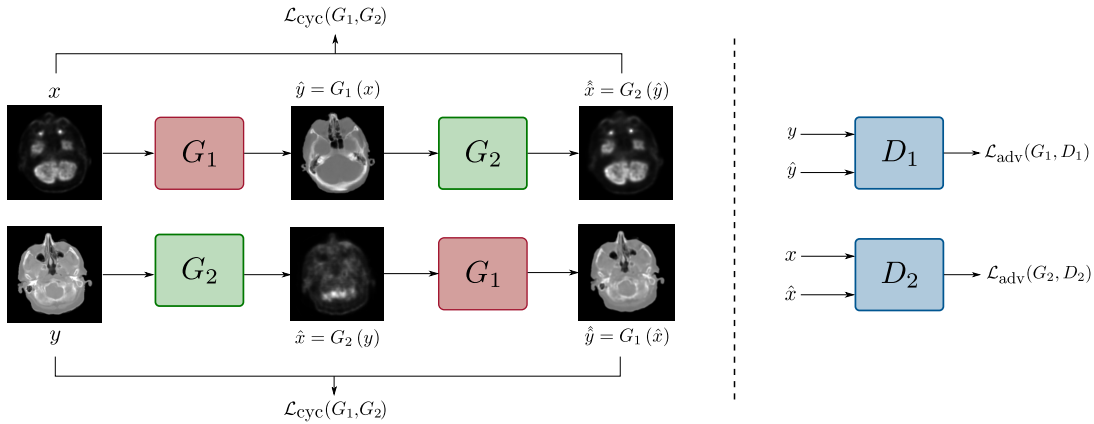 𝓛cyc(G₁,G₂)
x
ŷ = G₁ (x)
x̂̂ = G₂ (ŷ)
G₁
G₂
y
ŷ
D₁
𝓛adv(G₁, D₁)
G₂
G₁
x
x̂
D₂
𝓛adv(G₂, D₂)
y
x̂ = G₂ (y)
ŷ̂ = G₁ (x̂)
𝓛cyc(G₁,G₂)